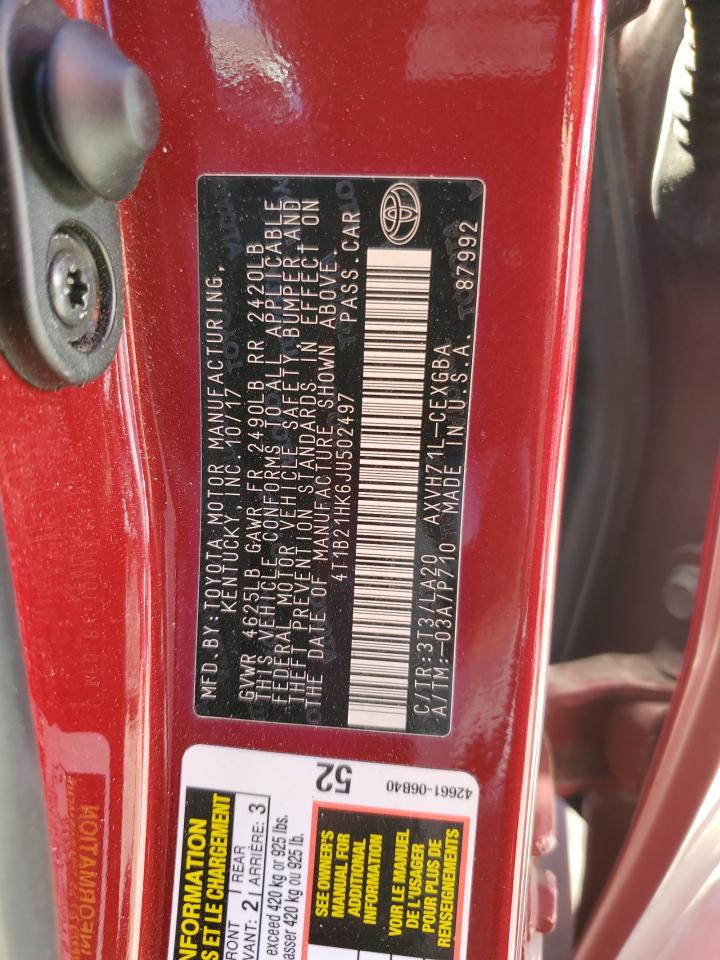 MFD. BY: TOYOTA MOTOR MANUFACTURING,
KENTUCKY, INC. 10/17
GVWR 4625LB GAWR FR 2490LB RR 2420LB
THIS VEHICLE CONFORMS TO ALL APPLICABLE
FEDERAL MOTOR VEHICLE SAFETY, BUMPER AND
THEFT PREVENTION STANDARDS IN EFFECT ON
THE DATE OF MANUFACTURE SHOWN ABOVE.
4T1B21HK6JU502497 PASS.CAR
C/TR:3T3/LA20 AXVH71L-CEXGBA
A/TM:-03A/P710 MADE IN U.S.A. 87992
52
42661-06B40
INFORMATION
S ET LE CHARGEMENT
FRONT
AVANT: 2
REAR
ARRIÈRE: 3
exceed 420 kg or 925 lbs.
asser 420 kg ou 925 lb.
SEE OWNER'S
MANUAL FOR
ADDITIONAL
INFORMATION
VOIR LE MANUEL
DE L'USAGER
POUR PLUS DE
RENSEIGNEMENTS